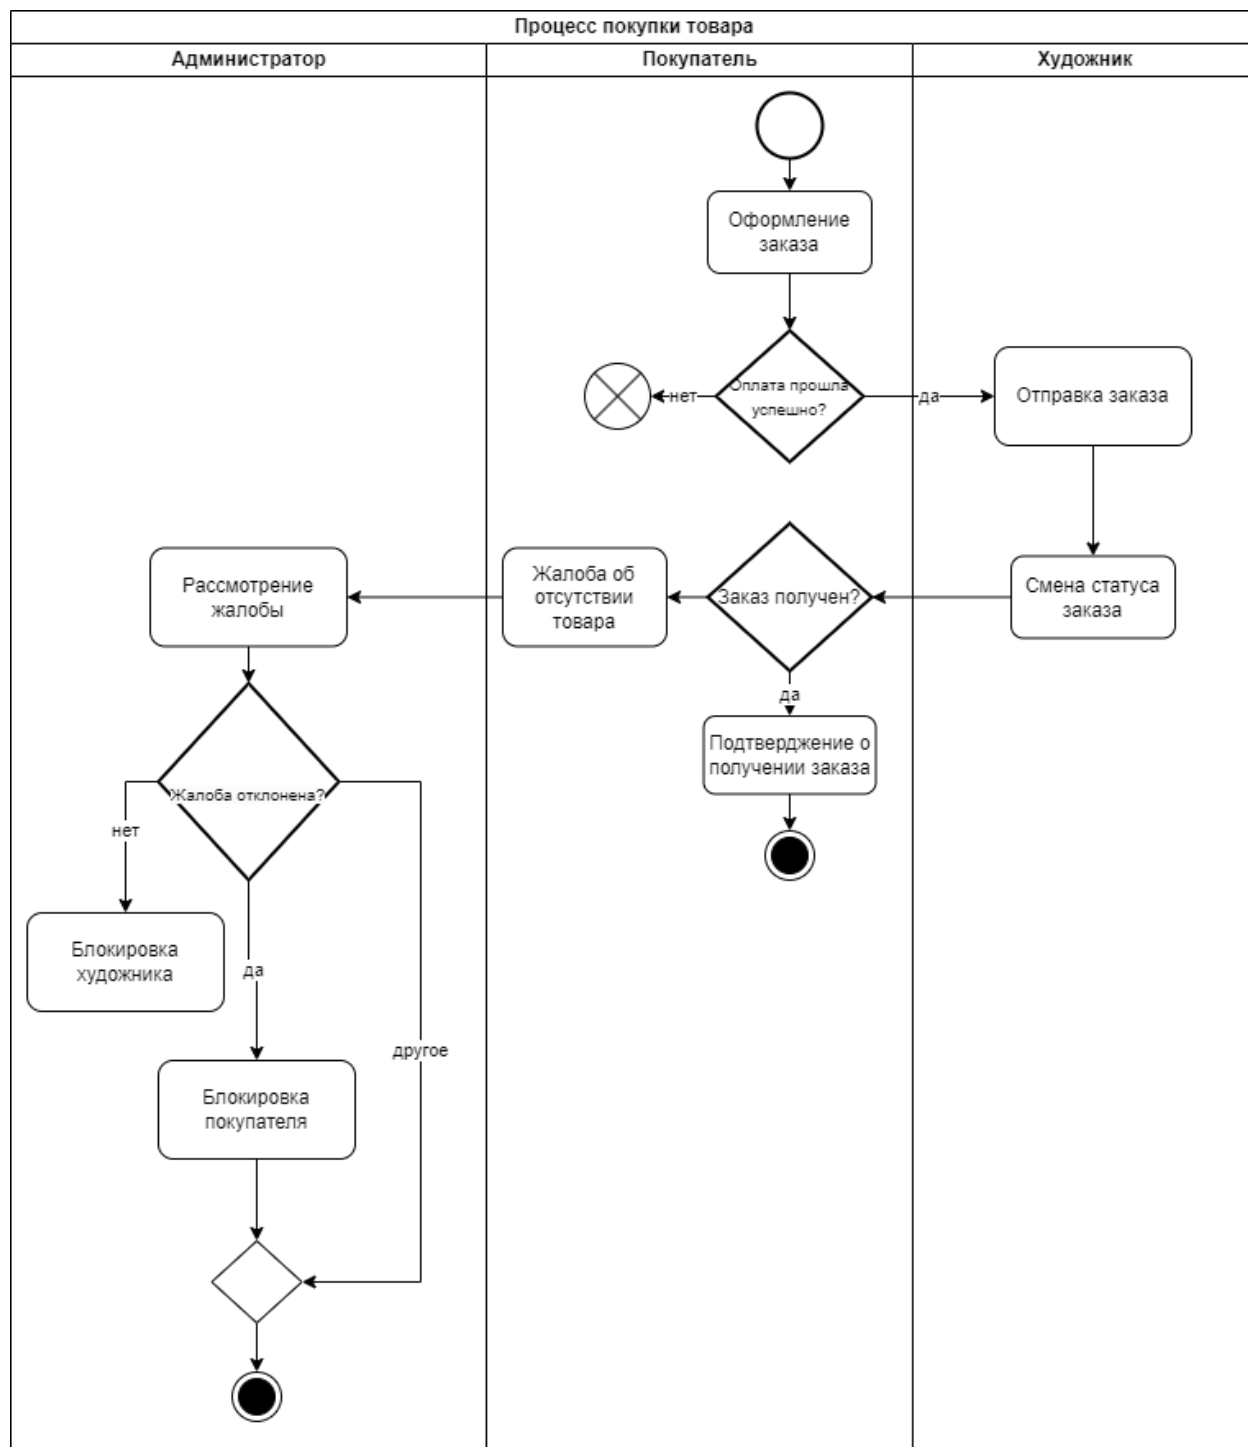 Процесс покупки товара
Администратор
Покупатель
Художник
Оформление
заказа
Оплата прошла
успешно?
нет
да
Отправка заказа
Рассмотрение
жалобы
Жалоба об
отсутствии
товара
Заказ получен?
Смена статуса
заказа
да
Подтверджение о
получении заказа
Жалоба отклонена?
нет
Блокировка
художника
да
другое
Блокировка
покупателя